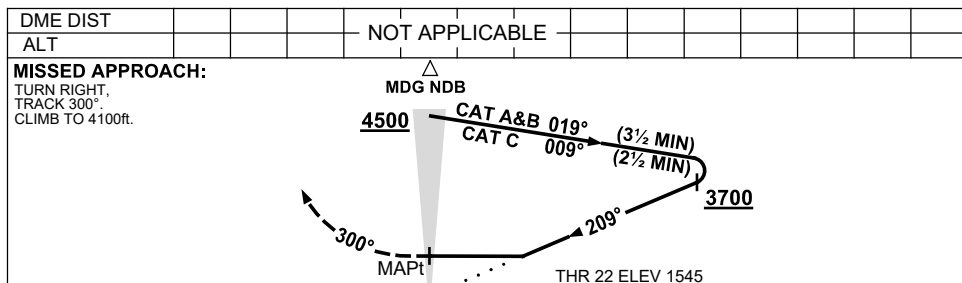 DME DIST
ALT
NOT APPLICABLE
MISSED APPROACH:
TURN RIGHT,
TRACK 300°.
CLIMB TO 4100ft.
MDG NDB
4500
CAT A&B 019° (3½ MIN)
CAT C 009° (2½ MIN)
3700
209°
300°
MAPt
THR 22 ELEV 1545